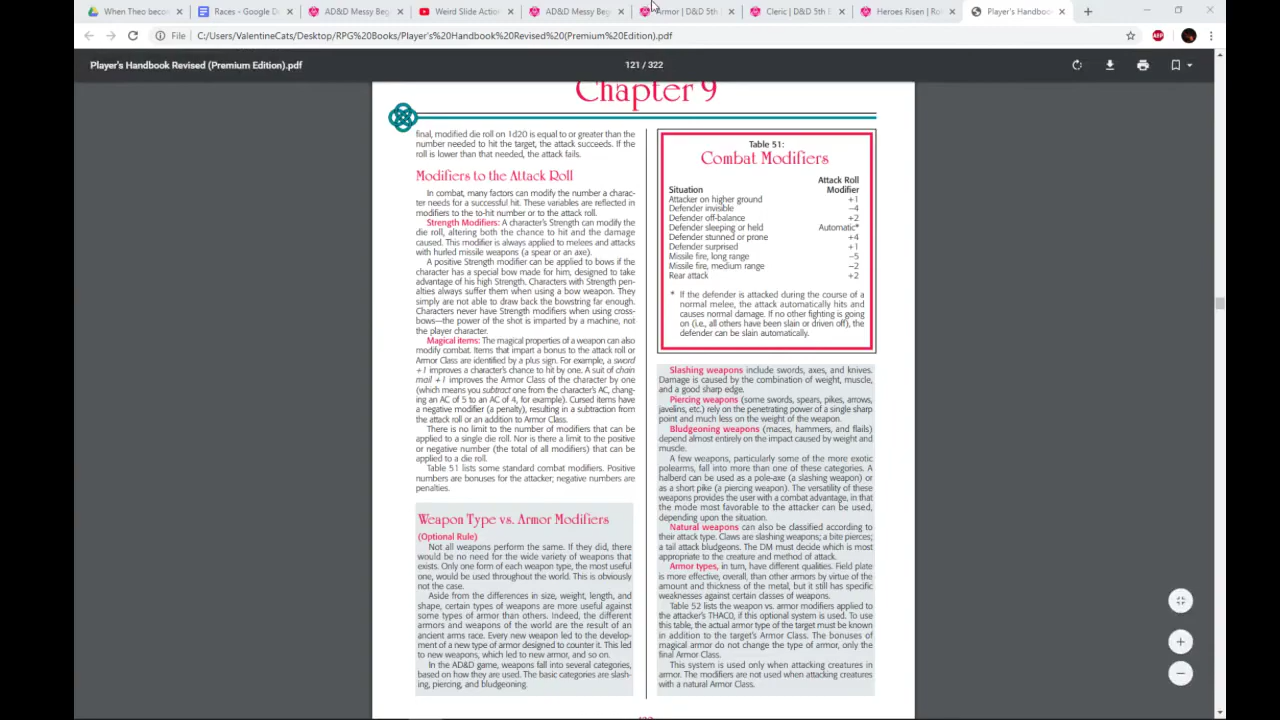 When Theo becom
Races - Google D
AD&D Messy Beg
Weird Slide Action
AD&D Messy Beg
Armor | D&D 5th
Cleric | D&D 5th E
Heroes Risen | Ro
Player's Handboo
File | C:/Users/ValentineCats/Desktop/RPG%20Books/Player's%20Handbook%20Revised%20(Premium%20Edition).pdf
ABP
Player's Handbook Revised (Premium Edition).pdf
121 / 322
Chapter 9
final, modified die roll on 1d20 is equal to or greater than the
number needed to hit the target, the attack succeeds. If the
roll is lower than that needed, the attack fails.
Modifiers to the Attack Roll
In combat, many factors can modify the number a charac-
ter needs for a successful hit. These variables are reflected in
modifiers to the to-hit number or to the attack roll.
Strength Modifiers: A character's Strength can modify the
die roll, altering both the chance to hit and the damage
caused. This modifier is always applied to melees and attacks
with hurled missile weapons (a spear or an axe).
A positive Strength modifier can be applied to bows if the
character has a special bow made for him, designed to take
advantage of his high Strength. Characters with Strength pen-
alties always suffer them when using a bow weapon. They
simply are not able to draw back the bowstring far enough.
Characters never have Strength modifiers when using cross-
bows—the power of the shot is imparted by a machine, not
the player character.
Magical items: The magical properties of a weapon can also
modify combat. Items that impart a bonus to the attack roll or
Armor Class are identified by a plus sign. For example, a sword
+1 improves a character's chance to hit by one. A suit of chain
mail +1 improves the Armor Class of the character by one
(which means you subtract one from the character's AC, chang-
ing an AC of 5 to an AC of 4, for example). Cursed items have
a negative modifier (a penalty), resulting in a subtraction from
the attack roll or an addition to Armor Class.
There is no limit to the number of modifiers that can be
applied to a single die roll. Nor is there a limit to the positive
or negative number (the total of all modifiers) that can be
applied to a die roll.
Table 51 lists some standard combat modifiers. Positive
numbers are bonuses for the attacker; negative numbers are
penalties.
Weapon Type vs. Armor Modifiers
(Optional Rule)
Not all weapons perform the same. If they did, there
would be no need for the wide variety of weapons that
exists. Only one form of each weapon type, the most useful
one, would be used throughout the world. This is obviously
not the case.
Aside from the differences in size, weight, length, and
shape, certain types of weapons are more useful against
some types of armor than others. Indeed, the different
armors and weapons of the world are the result of an
ancient arms race. Every new weapon led to the develop-
ment of a new type of armor designed to counter it. This led
to new weapons, which led to new armor, and so on.
In the AD&D game, weapons fall into several categories,
based on how they are used. The basic categories are slash-
ing, piercing, and bludgeoning.
Table 51:
Combat Modifiers
Attack Roll
Situation Modifier
Attacker on higher ground +1
Defender invisible –4
Defender off-balance +2
Defender sleeping or held Automatic*
Defender stunned or prone +4
Defender surprised +1
Missile fire, long range –5
Missile fire, medium range –2
Rear attack +2
* If the defender is attacked during the course of a
normal melee, the attack automatically hits and
causes normal damage. If no other fighting is going
on (i.e., all others have been slain or driven off), the
defender can be slain automatically.
Slashing weapons include swords, axes, and knives.
Damage is caused by the combination of weight, muscle,
and a good sharp edge.
Piercing weapons (some swords, spears, pikes, arrows,
javelins, etc.) rely on the penetrating power of a single sharp
point and much less on the weight of the weapon.
Bludgeoning weapons (maces, hammers, and flails)
depend almost entirely on the impact caused by weight and
muscle.
A few weapons, particularly some of the more exotic
polearms, fall into more than one of these categories. A
halberd can be used as a pole-axe (a slashing weapon) or
as a short pike (a piercing weapon). The versatility of these
weapons provides the user with a combat advantage, in that
the mode most favorable to the attacker can be used,
depending upon the situation.
Natural weapons can also be classified according to
their attack type. Claws are slashing weapons; a bite pierces;
a tail attack bludgeons. The DM must decide which is most
appropriate to the creature and method of attack.
Armor types, in turn, have different qualities. Field plate
is more effective, overall, than other armors by virtue of the
amount and thickness of the metal, but it still has specific
weaknesses against certain classes of weapons.
Table 52 lists the weapon vs. armor modifiers applied to
the attacker's THAC0, if this optional system is used. To use
this table, the actual armor type of the target must be known
in addition to the target's Armor Class. The bonuses of
magical armor do not change the type of armor, only the
final Armor Class.
This system is used only when attacking creatures in
armor. The modifiers are not used when attacking creatures
with a natural Armor Class.